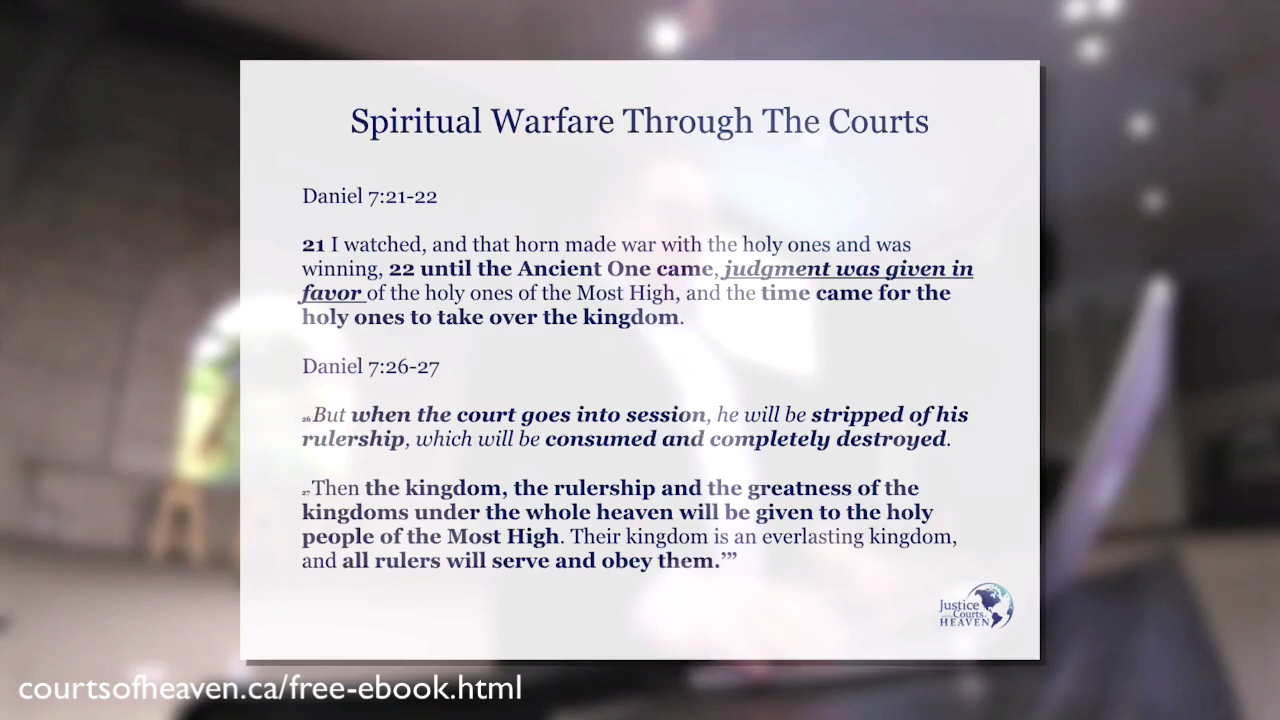 Spiritual Warfare Through The Courts
Daniel 7:21-22
21 I watched, and that horn made war with the holy ones and was
winning, 22 until the Ancient One came, judgment was given in
favor of the holy ones of the Most High, and the time came for the
holy ones to take over the kingdom.
Daniel 7:26-27
26 But when the court goes into session, he will be stripped of his
rulership, which will be consumed and completely destroyed.
27 Then the kingdom, the rulership and the greatness of the
kingdoms under the whole heaven will be given to the holy
people of the Most High. Their kingdom is an everlasting kingdom,
and all rulers will serve and obey them.’”
Justice
Courts
HEAVEN
courtsofheaven.ca/free-ebook.html